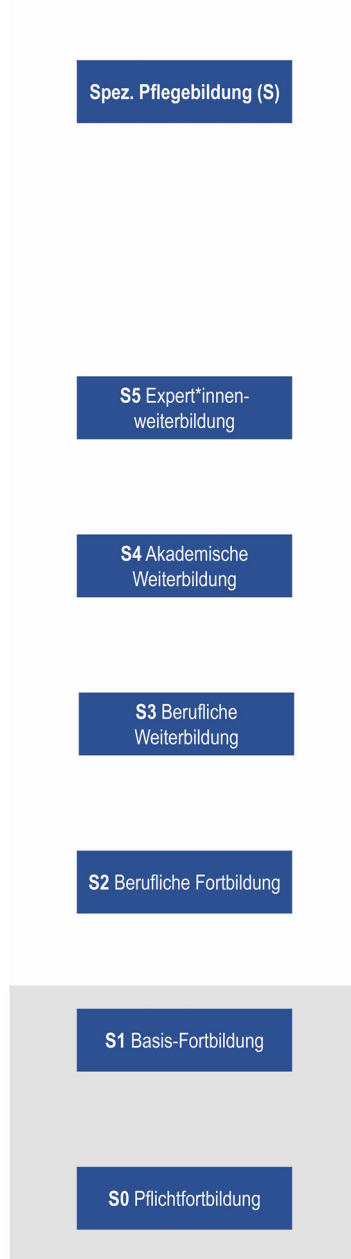 Spez. Pflegebildung (S)
S5 Expert*innen-
weiterbildung
S4 Akademische
Weiterbildung
S3 Berufliche
Weiterbildung
S2 Berufliche Fortbildung
S1 Basis-Fortbildung
S0 Pflichtfortbildung